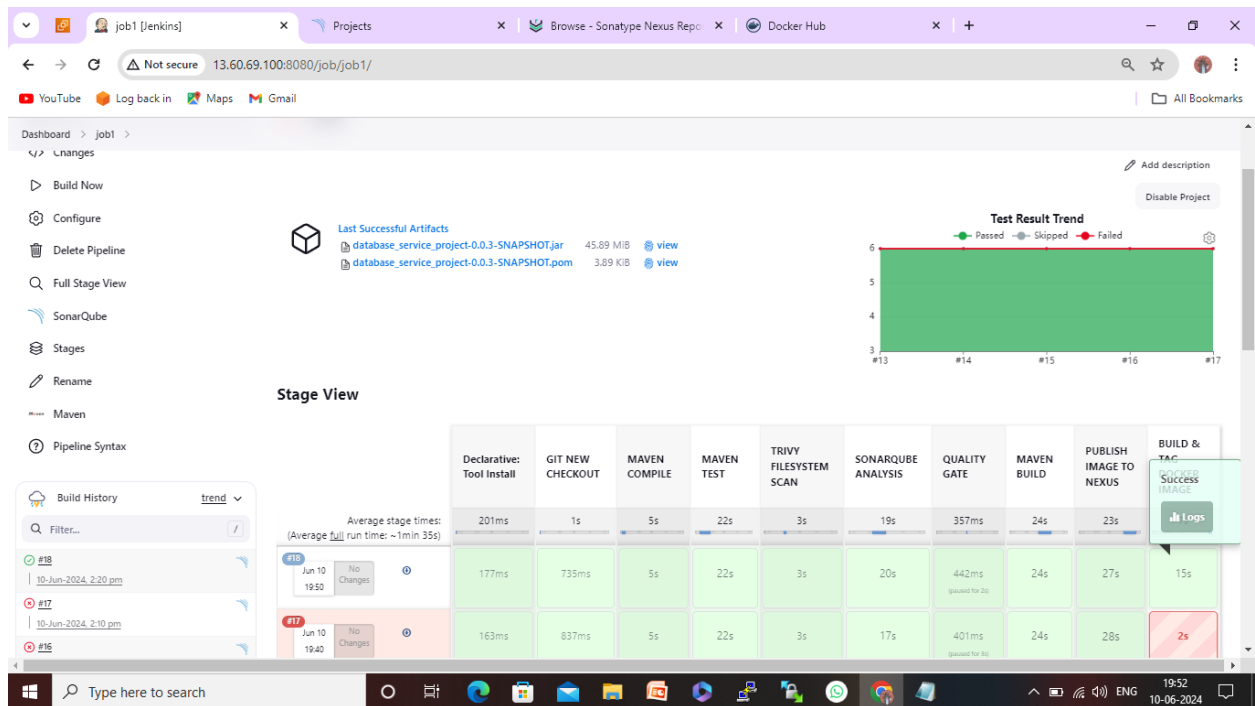 job1 [Jenkins]
Projects
Browse - Sonatype Nexus Repo
Docker Hub
Not secure 13.60.69.100:8080/job/job1/
YouTube Log back in Maps Gmail All Bookmarks
Dashboard > job1 >
Changes
Build Now
Configure
Delete Pipeline
Full Stage View
SonarQube
Stages
Rename
Maven
Pipeline Syntax
Build History trend
Filter... /
#18
10-Jun-2024, 2:20 pm
#17
10-Jun-2024, 2:10 pm
#16
Add description
Disable Project
Last Successful Artifacts
database_service_project-0.0.3-SNAPSHOT.jar 45.89 MiB view
database_service_project-0.0.3-SNAPSHOT.pom 3.89 KiB view
Test Result Trend
Passed Skipped Failed
6
5
4
3
#13 #14 #15 #16 #17
Stage View
Declarative: Tool Install
GIT NEW CHECKOUT
MAVEN COMPILE
MAVEN TEST
TRIVY FILESYSTEM SCAN
SONARQUBE ANALYSIS
QUALITY GATE
MAVEN BUILD
PUBLISH IMAGE TO NEXUS
BUILD & TAG DOCKER IMAGE
Success
Logs
Average stage times:
(Average full run time: ~1min 35s)
201ms 1s 5s 22s 3s 19s 357ms 24s 23s
#18
Jun 10
19:50
No Changes
177ms 735ms 5s 22s 3s 20s 442ms 24s 27s 15s
(paused for 2s)
#17
Jun 10
19:40
No Changes
163ms 837ms 5s 22s 3s 17s 401ms 24s 28s 2s
Type here to search
ENG
19:52
10-06-2024